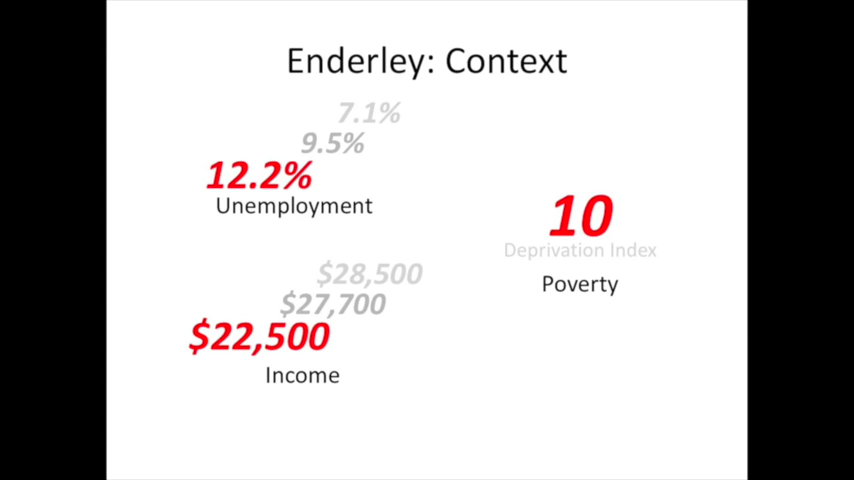 Enderley: Context
7.1%
9.5%
12.2%
Unemployment
10
Deprivation Index
Poverty
$28,500
$27,700
$22,500
Income